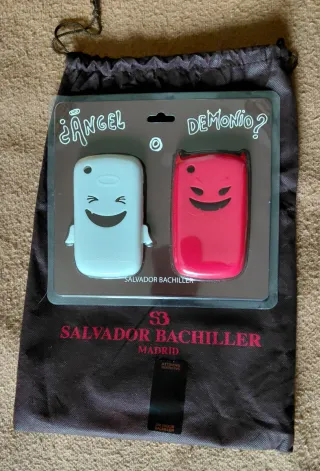 ¿ÁNGEL
O
DEMONIO?
SALVADOR BACHILLER
SB
SALVADOR BACHILLER
MADRID